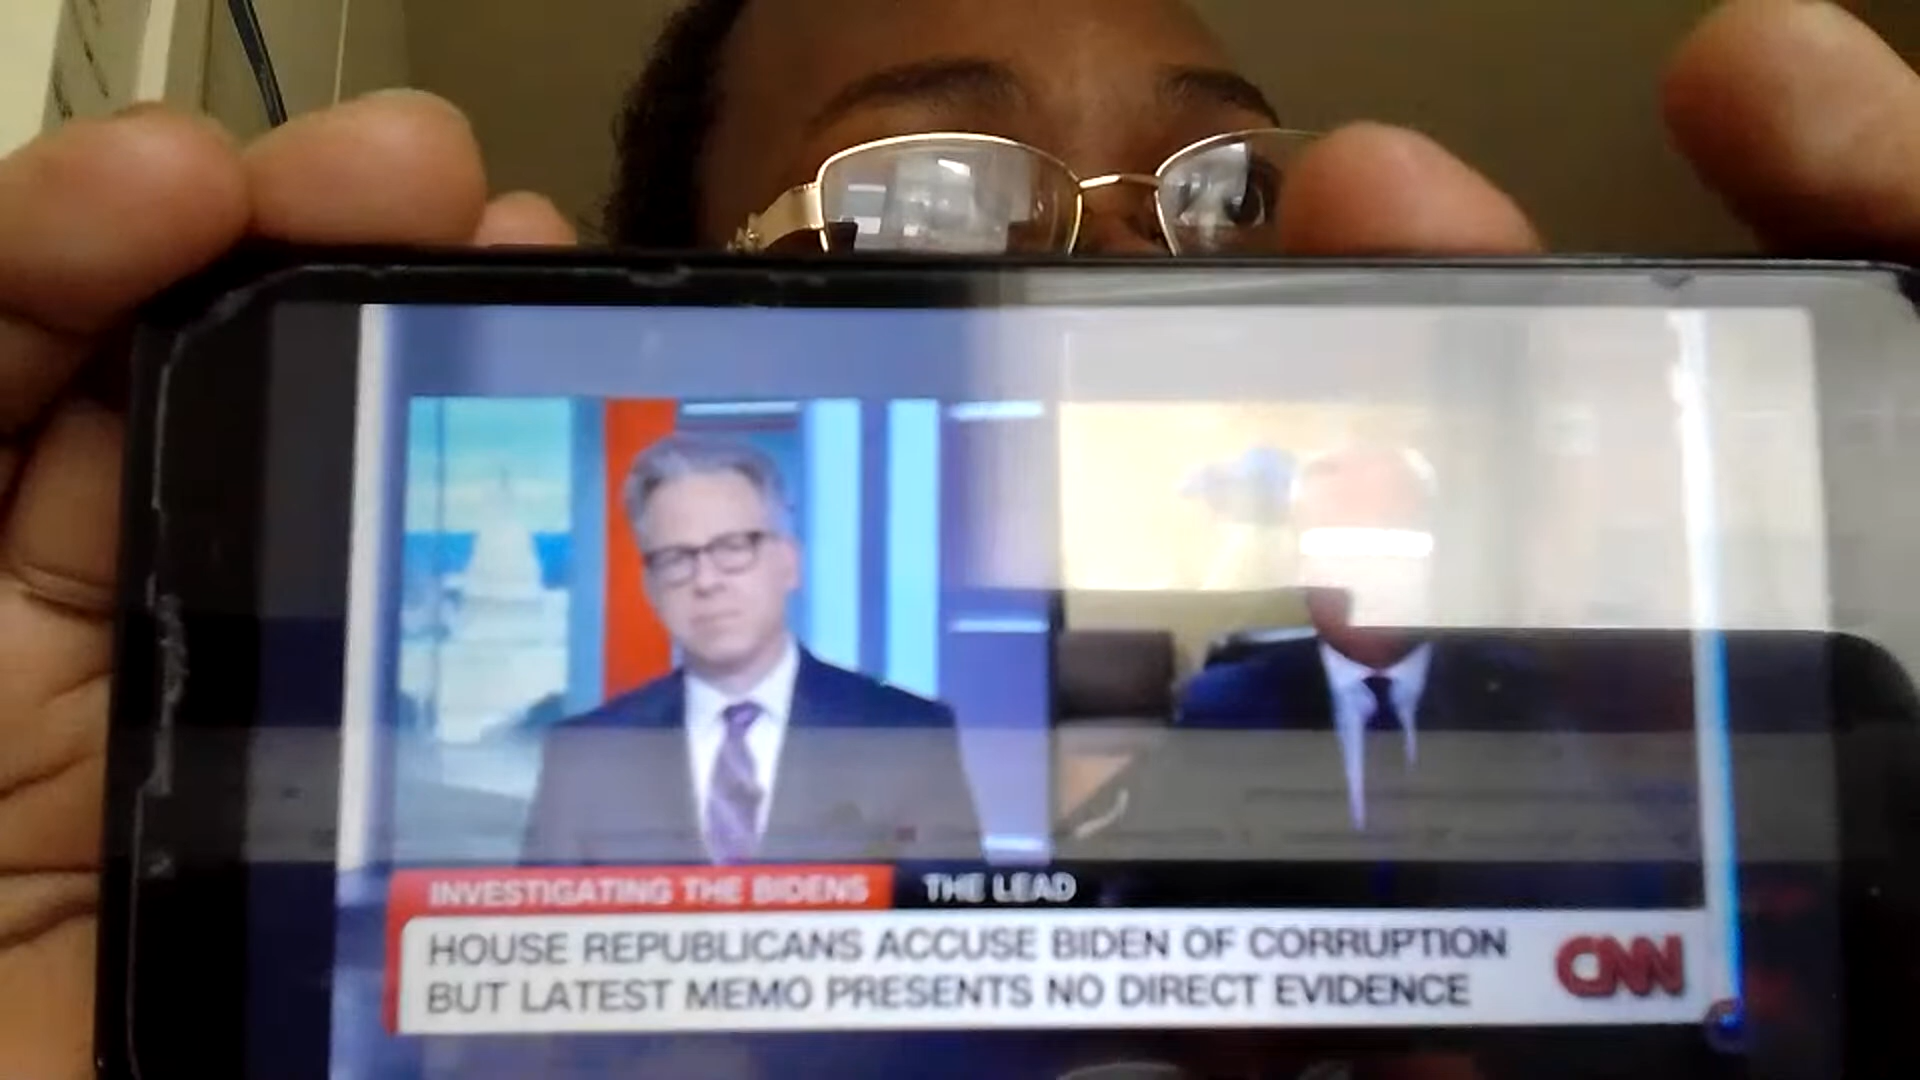 INVESTIGATING THE BIDENS THE LEAD
HOUSE REPUBLICANS ACCUSE BIDEN OF CORRUPTION
BUT LATEST MEMO PRESENTS NO DIRECT EVIDENCE
CNN